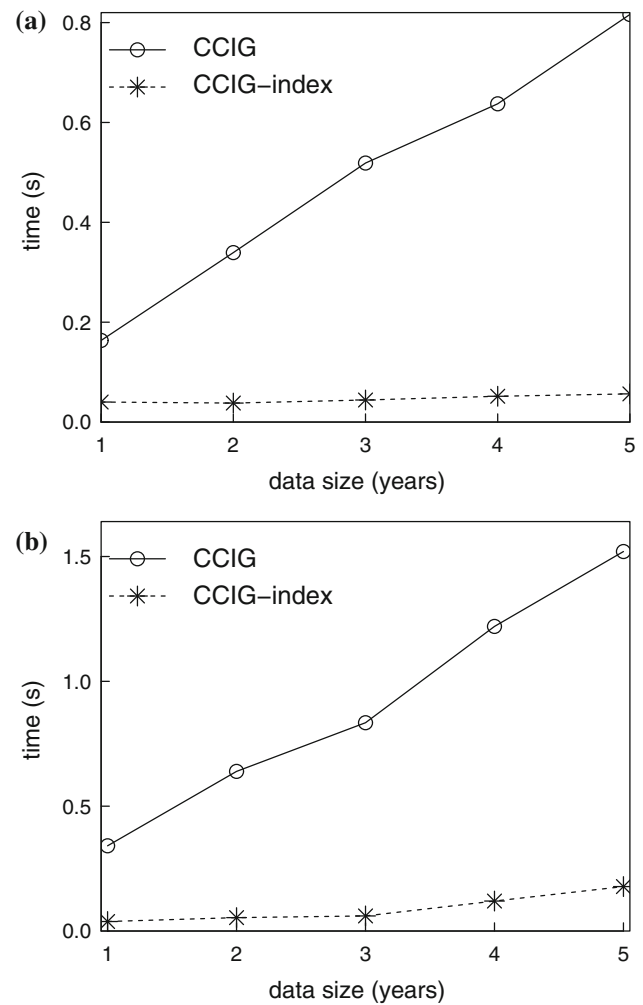 (a)
CCIG
CCIG-index
0.8
0.6
0.4
0.2
0.0
time (s)
1 2 3 4 5
data size (years)
(b)
CCIG
CCIG-index
1.5
1.0
0.5
0.0
time (s)
1 2 3 4 5
data size (years)